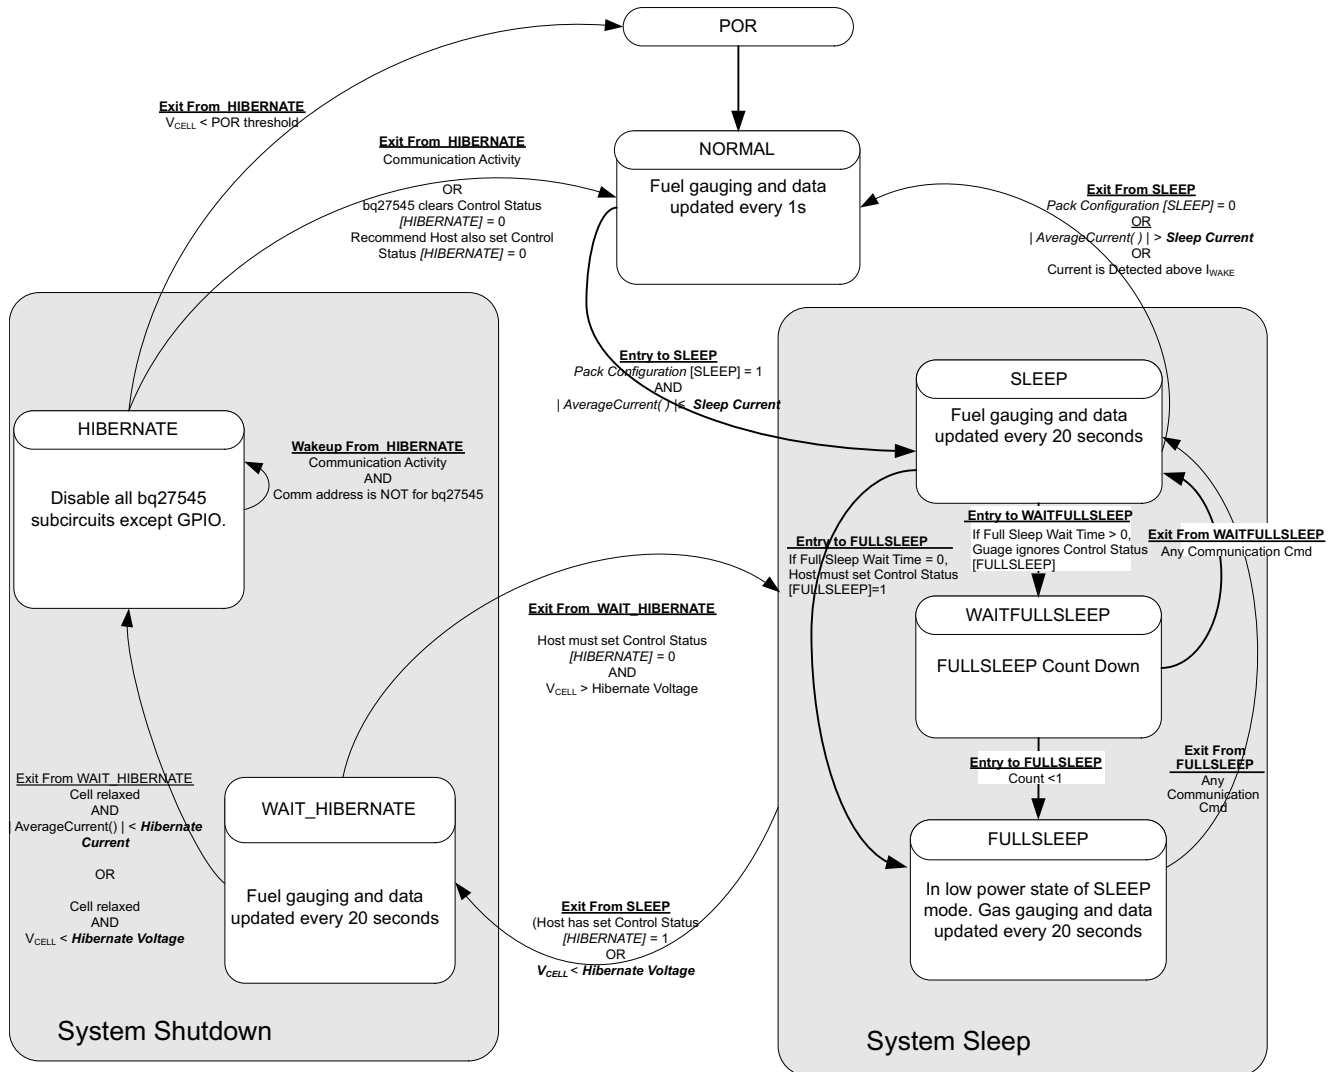 POR
Exit From  HIBERNATE
VCELL < POR threshold
Exit From  HIBERNATE
Communication Activity
OR
bq27545 clears Control Status
[HIBERNATE] = 0
Recommend Host also set Control
Status [HIBERNATE] = 0
NORMAL
Fuel gauging and data
updated every 1s
Exit From SLEEP
Pack Configuration [SLEEP] = 0
OR
| AverageCurrent( ) | > Sleep Current
OR
Current is Detected above IWAKE
Entry to SLEEP
Pack Configuration [SLEEP] = 1
AND
| AverageCurrent( ) |≤  Sleep Current
SLEEP
Fuel gauging and data
updated every 20 seconds
HIBERNATE
Disable all bq27545
subcircuits except GPIO.
Wakeup From  HIBERNATE
Communication Activity
AND
Comm address is NOT for bq27545
Entry to FULLSLEEP
If Full Sleep Wait Time = 0,
Host must set Control Status
[FULLSLEEP]=1
Entry to WAITFULLSLEEP
If Full Sleep Wait Time > 0,
Guage ignores Control Status
[FULLSLEEP]
Exit From WAITFULLSLEEP
Any Communication Cmd
Exit From  WAIT_HIBERNATE
Host must set Control Status
[HIBERNATE] = 0
AND
VCELL > Hibernate Voltage
WAITFULLSLEEP
FULLSLEEP Count Down
Entry to FULLSLEEP
Count <1
Exit From
FULLSLEEP
Any
Communication
Cmd
Exit From WAIT_HIBERNATE
Cell relaxed
AND
| AverageCurrent() | < Hibernate
Current
OR
Cell relaxed
AND
VCELL < Hibernate Voltage
WAIT_HIBERNATE
Fuel gauging and data
updated every 20 seconds
Exit From SLEEP
(Host has set Control Status
[HIBERNATE] = 1
OR
VCELL < Hibernate Voltage
FULLSLEEP
In low power state of SLEEP
mode. Gas gauging and data
updated every 20 seconds
System Shutdown
System Sleep